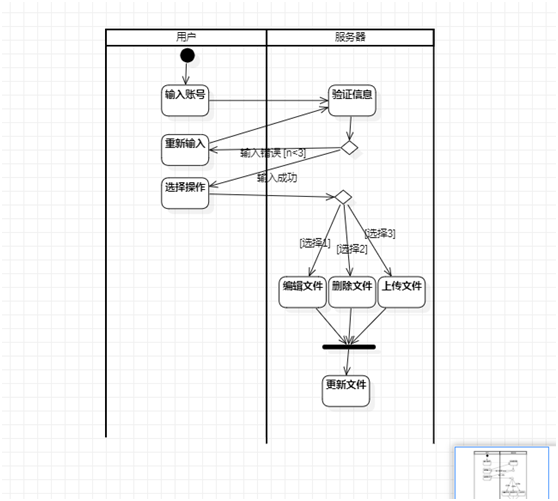 用户
服务器
输入账号
验证信息
重新输入
输入错误 [n<3]
选择操作
输入成功
[选择1]
[选择2]
[选择3]
编辑文件
删除文件
上传文件
更新文件